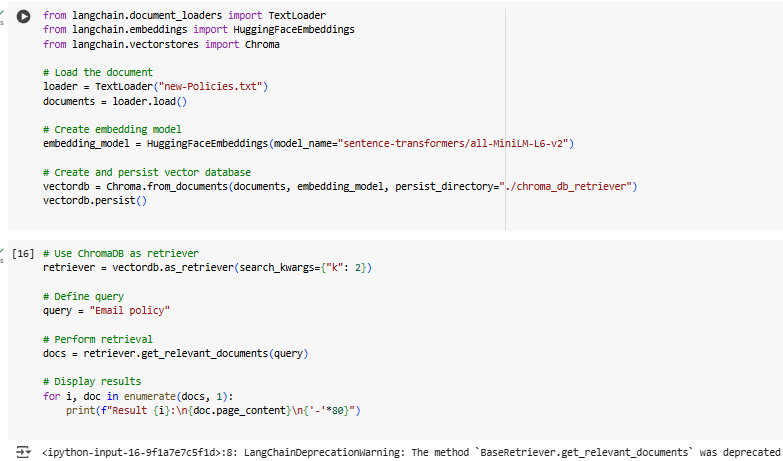 from langchain.document_loaders import TextLoader
from langchain.embeddings import HuggingFaceEmbeddings
from langchain.vectorstores import Chroma
# Load the document
loader = TextLoader("new-Policies.txt")
documents = loader.load()
# Create embedding model
embedding_model = HuggingFaceEmbeddings(model_name="sentence-transformers/all-MiniLM-L6-v2")
# Create and persist vector database
vectordb = Chroma.from_documents(documents, embedding_model, persist_directory="./chroma_db_retriever")
vectordb.persist()
[16] # Use ChromaDB as retriever
retriever = vectordb.as_retriever(search_kwargs={"k": 2})
# Define query
query = "Email policy"
# Perform retrieval
docs = retriever.get_relevant_documents(query)
# Display results
for i, doc in enumerate(docs, 1):
    print(f"Result {i}:\n{doc.page_content}\n{'-'*80}")
<ipython-input-16-9f1a7e7c5f1d>:8: LangChainDeprecationWarning: The method `BaseRetriever.get_relevant_documents` was deprecated